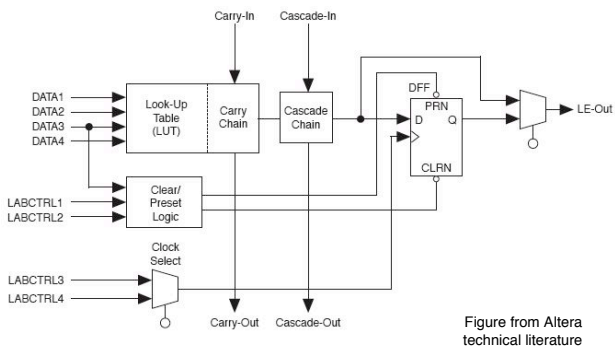 Carry-In
Cascade-In
DATA1
DATA2
DATA3
DATA4
Look-Up
Table
(LUT)
Carry
Chain
Cascade
Chain
DFF
PRN
D
Q
CLRN
LE-Out
LABCTRL1
LABCTRL2
Clear/
Preset
Logic
Clock
Select
LABCTRL3
LABCTRL4
Carry-Out
Cascade-Out
Figure from Altera
technical literature